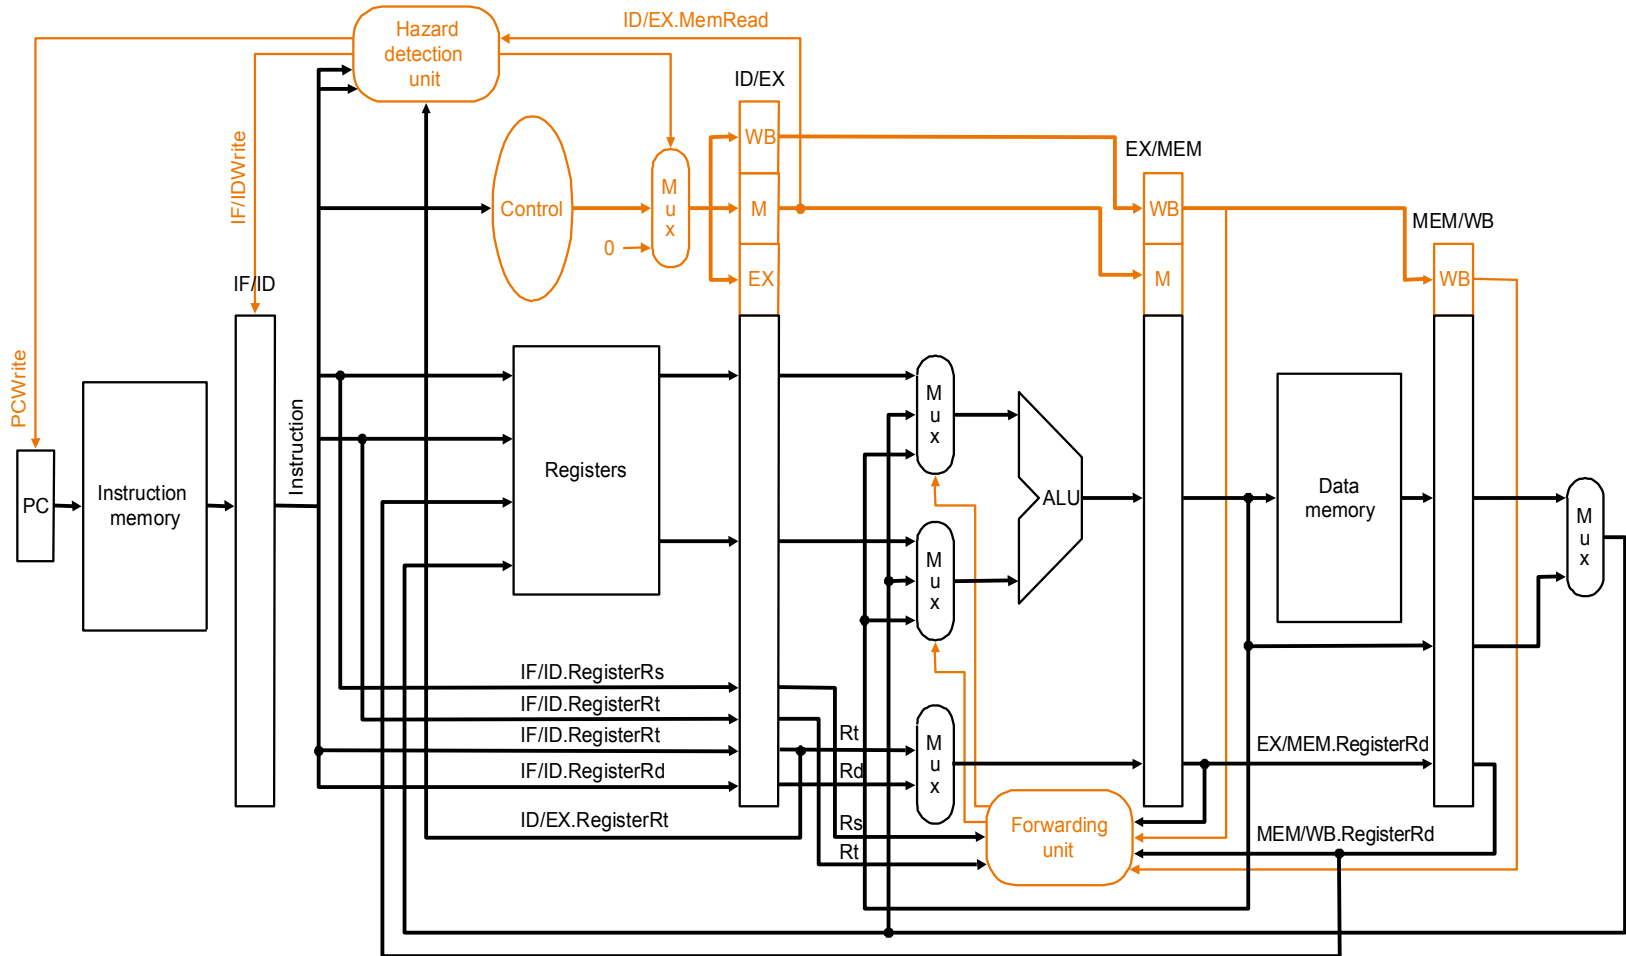 Hazard
detection
unit
ID/EX.MemRead
ID/EX
WB
M
EX
EX/MEM
WB
M
MEM/WB
WB
Control
M
u
x
0
IF/IDWrite
PCWrite
IF/ID
Instruction
PC
Instruction
memory
Registers
M
u
x
M
u
x
ALU
Data
memory
M
u
x
IF/ID.RegisterRs
IF/ID.RegisterRt
IF/ID.RegisterRt
IF/ID.RegisterRd
ID/EX.RegisterRt
Rt
Rd
M
u
x
Rs
Rt
Forwarding
unit
EX/MEM.RegisterRd
MEM/WB.RegisterRd